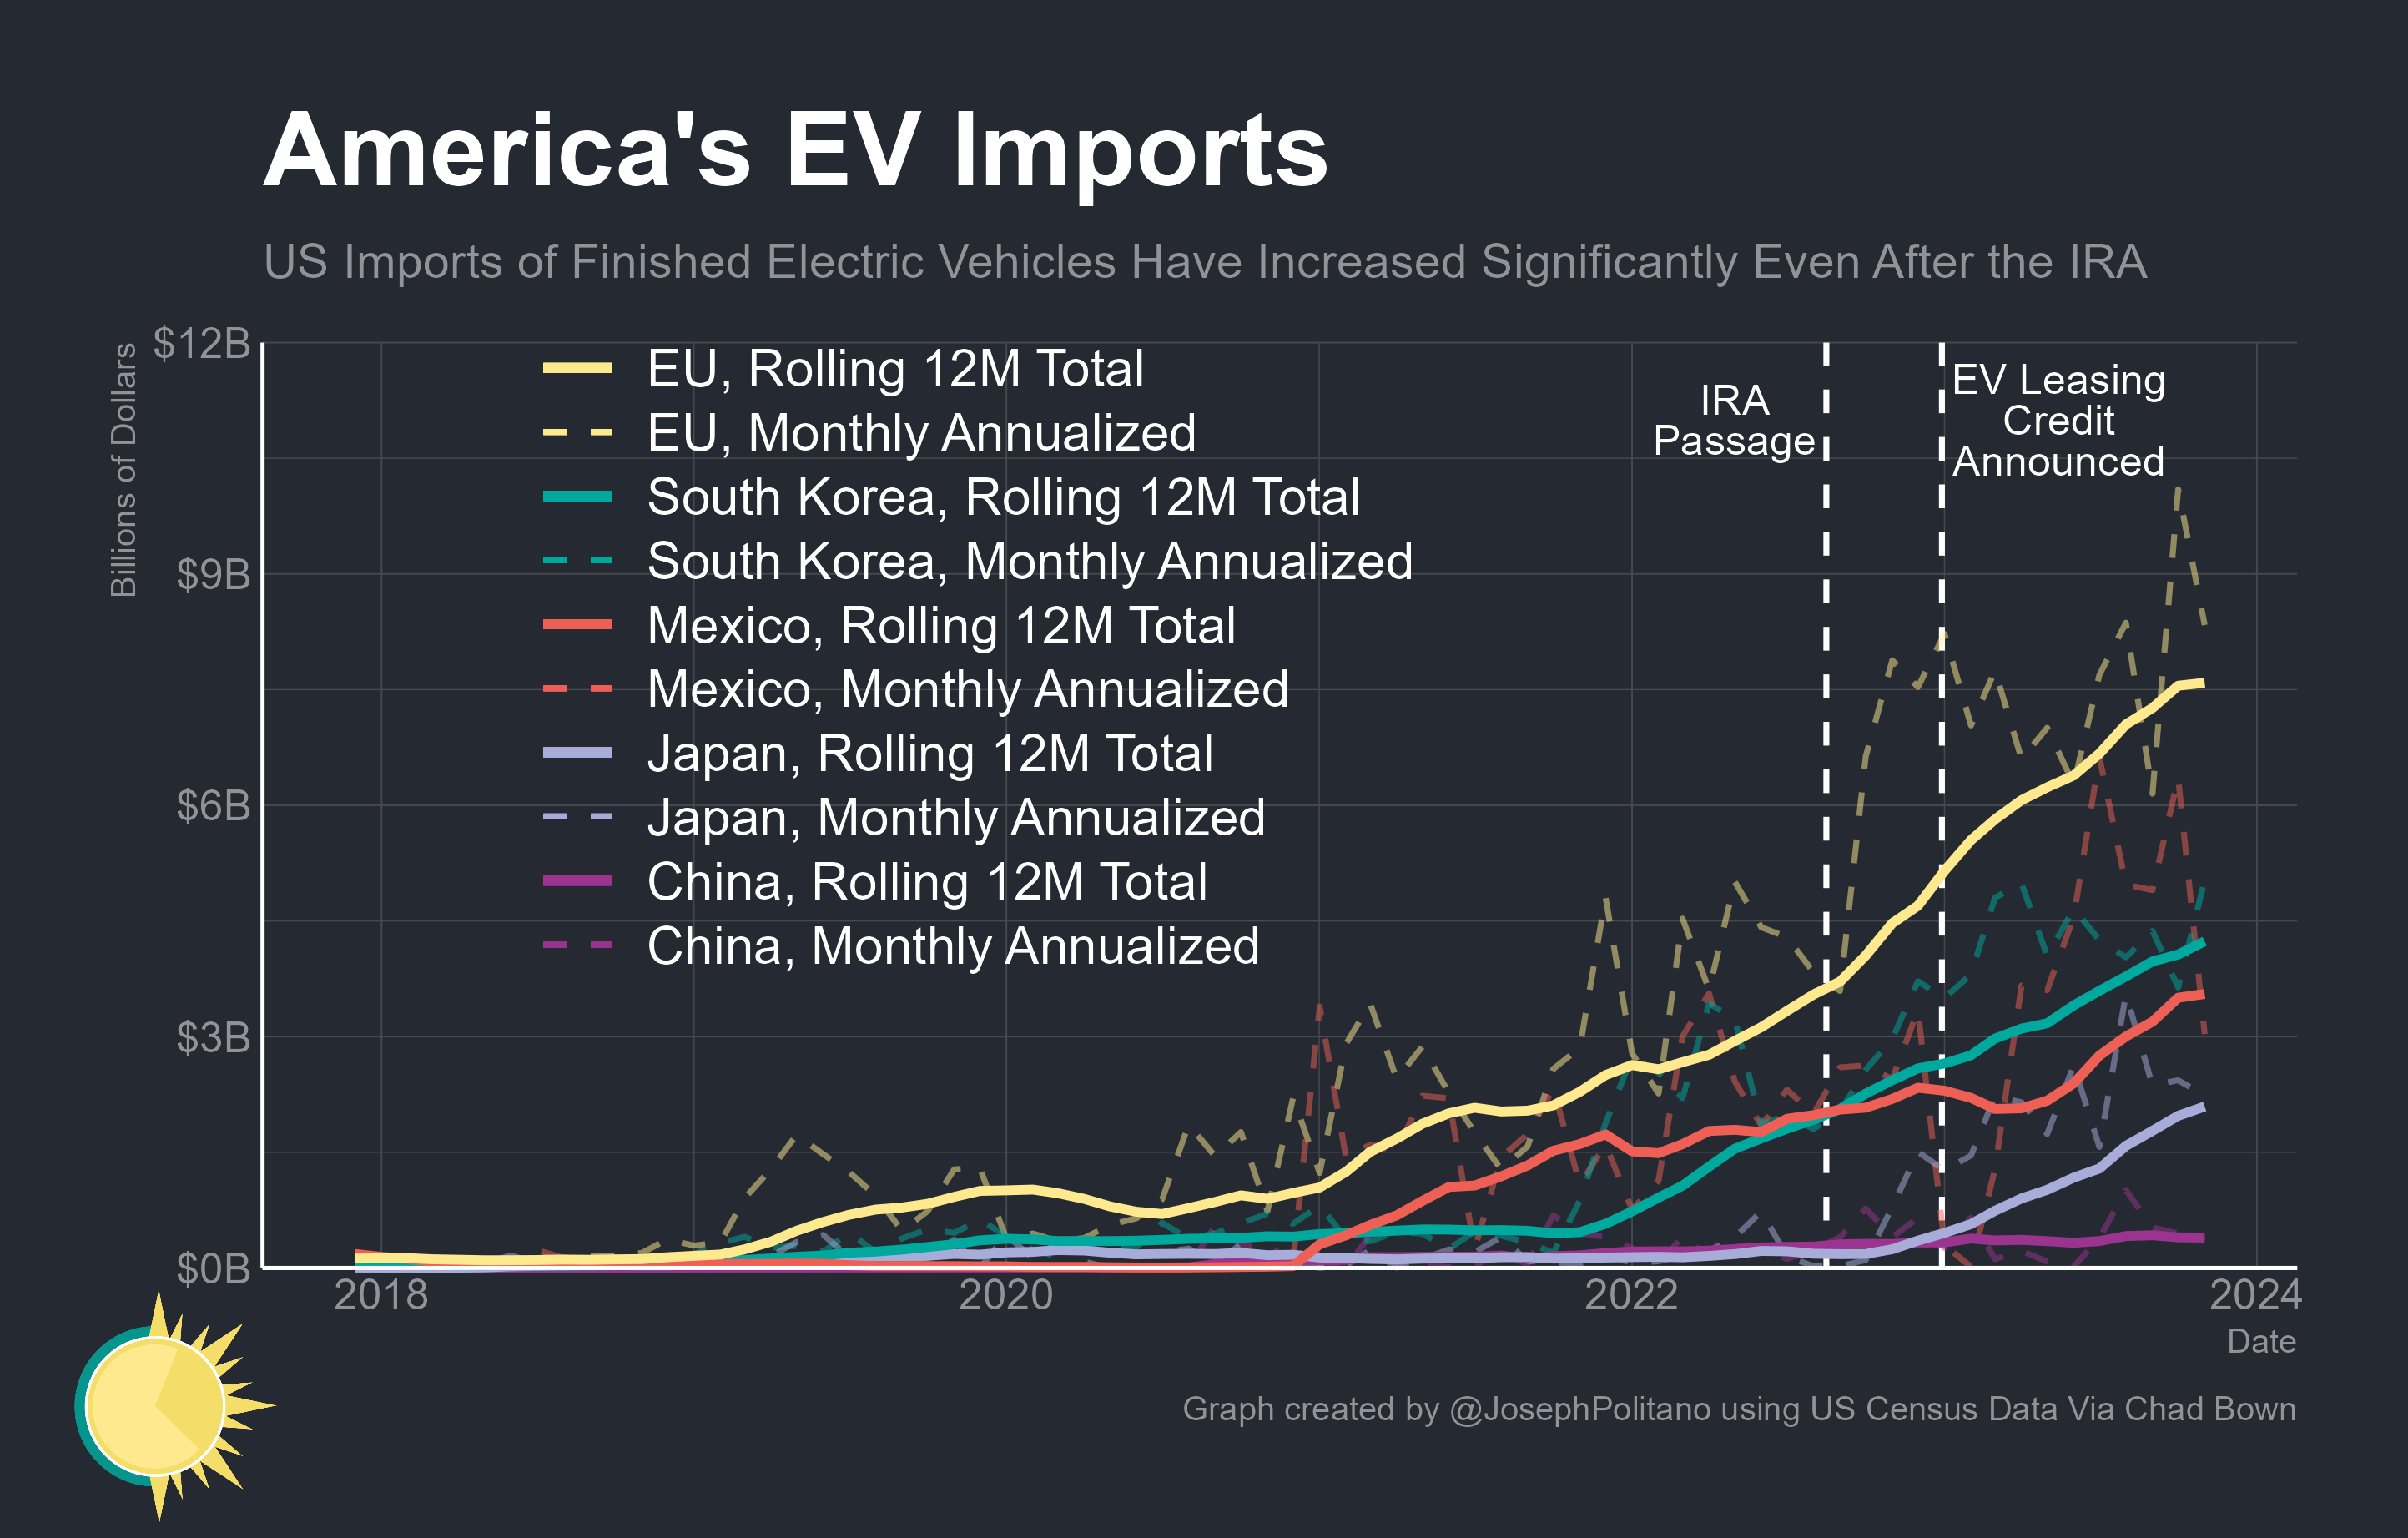 America's EV Imports
US Imports of Finished Electric Vehicles Have Increased Significantly Even After the IRA
Billions of Dollars
$12B
$9B
$6B
$3B
$0B
EU, Rolling 12M Total
EU, Monthly Annualized
South Korea, Rolling 12M Total
South Korea, Monthly Annualized
Mexico, Rolling 12M Total
Mexico, Monthly Annualized
Japan, Rolling 12M Total
Japan, Monthly Annualized
China, Rolling 12M Total
China, Monthly Annualized
IRA
Passage
EV Leasing
Credit
Announced
2018
2020
2022
2024
Date
Graph created by @JosephPolitano using US Census Data Via Chad Bown